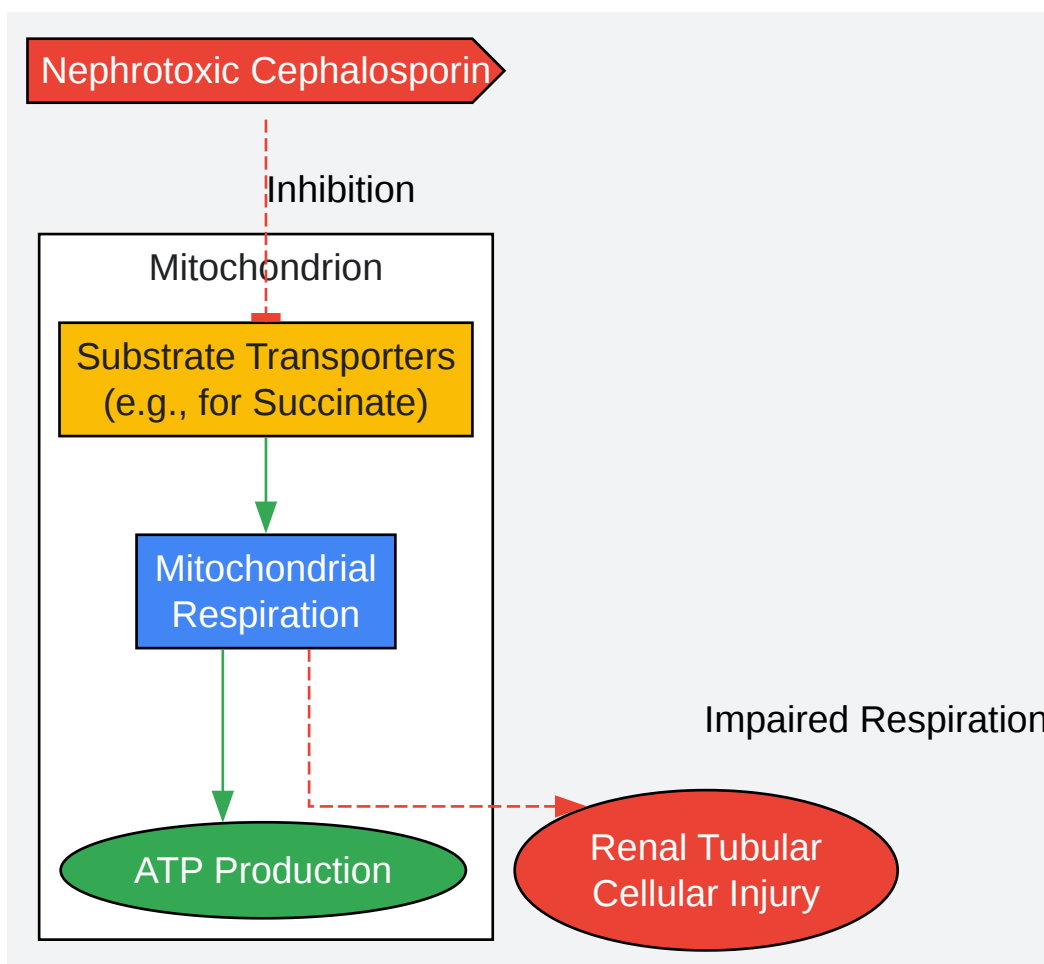 Nephrotoxic Cephalosporin
Inhibition
Mitochondrion
Substrate Transporters
(e.g., for Succinate)
Mitochondrial
Respiration
Impaired Respiration
ATP Production
Renal Tubular
Cellular Injury